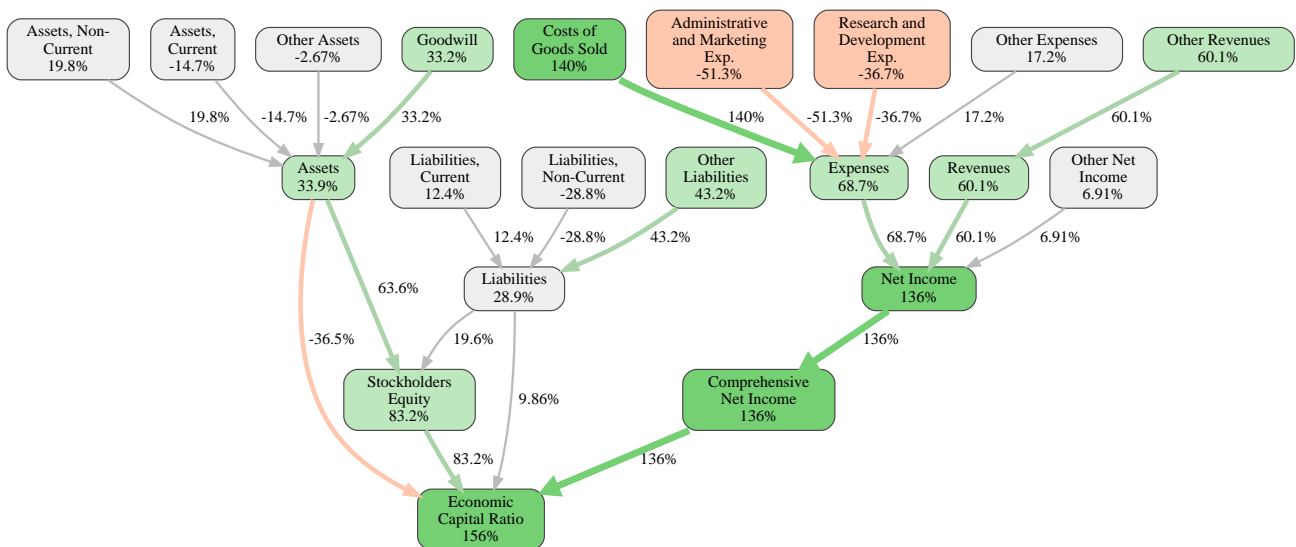 Assets, Non-
Current
19.8%
Assets,
Current
-14.7%
Other Assets
-2.67%
Goodwill
33.2%
Costs of
Goods Sold
140%
Administrative
and Marketing
Exp.
-51.3%
Research and
Development
Exp.
-36.7%
Other Expenses
17.2%
Other Revenues
60.1%
19.8%
-14.7%
-2.67%
33.2%
140%
-51.3%
-36.7%
17.2%
60.1%
Assets
33.9%
Liabilities,
Current
12.4%
Liabilities,
Non-Current
-28.8%
Other
Liabilities
43.2%
Expenses
68.7%
Revenues
60.1%
Other Net
Income
6.91%
12.4%
-28.8%
43.2%
68.7%
60.1%
6.91%
Liabilities
28.9%
Net Income
136%
63.6%
-36.5%
19.6%
136%
Stockholders
Equity
83.2%
9.86%
Comprehensive
Net Income
136%
83.2%
136%
Economic
Capital Ratio
156%